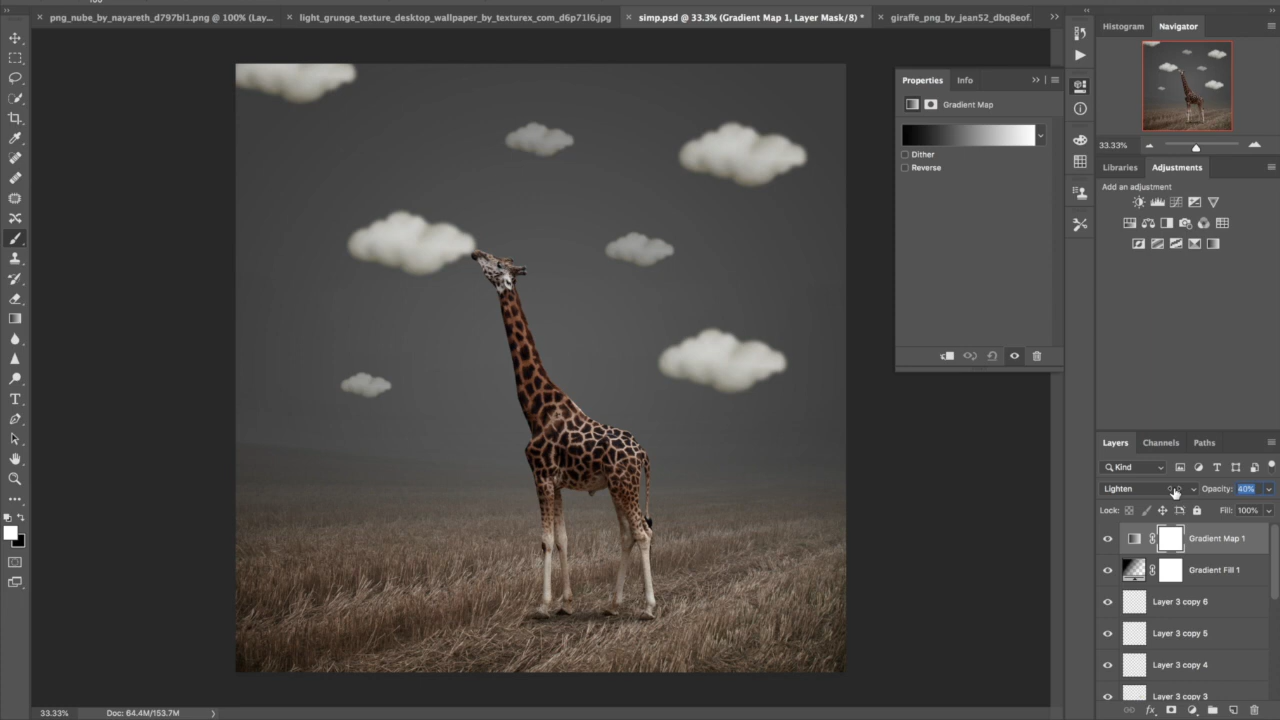 png_nube_by_nayareth_d797bl1.png @ 100% (Lay...
light_grunge_texture_desktop_wallpaper_by_texturex_com_d6p71l6.jpg
simp.psd @ 33.3% (Gradient Map 1, Layer Mask/8) *
giraffe_png_by_jean52_dbq8eof.
Histogram
Navigator
Properties
Info
Gradient Map
Dither
Reverse
33.33%
Libraries
Adjustments
Add an adjustment
Layers
Channels
Paths
Kind
Lighten
Opacity: 40%
Lock:
Fill: 100%
Gradient Map 1
Gradient Fill 1
Layer 3 copy 6
Layer 3 copy 5
Layer 3 copy 4
Layer 3 copy 3
33.33%
Doc: 64.4M/153.7M